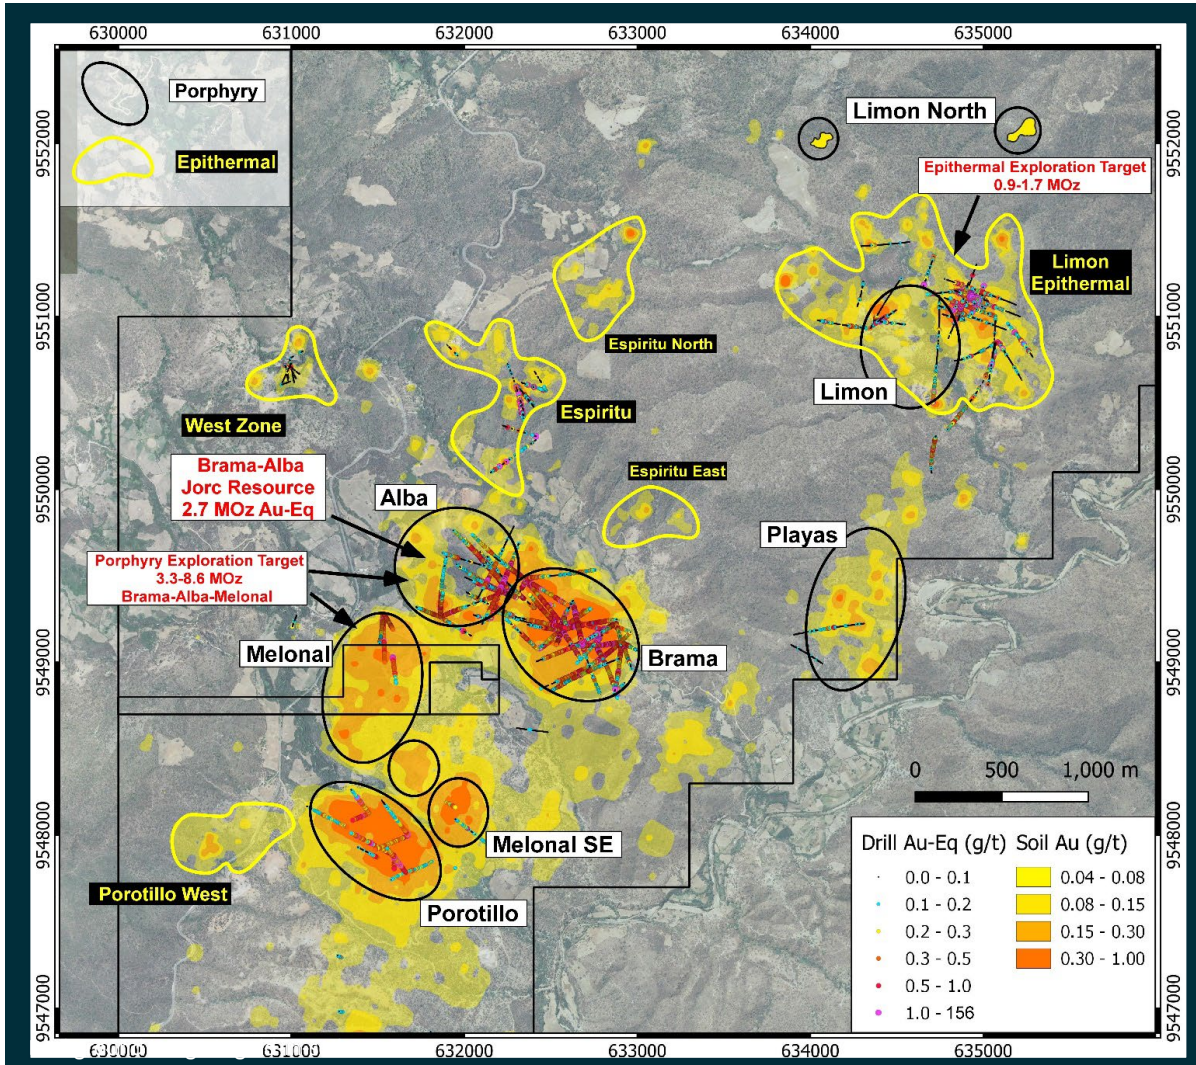 630000 631000 632000 633000 634000 635000
Porphyry
Epithermal
Limon North
Epithermal Exploration Target
0.9-1.7 MOz
Limon
Epithermal
Espiritu North
Limon
West Zone
Espiritu
Espiritu East
Brama-Alba
Jorc Resource
2.7 MOz Au-Eq
Alba
Playas
Porphyry Exploration Target
3.3-8.6 MOz
Brama-Alba-Melonal
Melonal
Brama
0 500 1,000 m
Melonal SE
Porotillo West
Porotillo
Drill Au-Eq (g/t)
0.0 - 0.1
0.1 - 0.2
0.2 - 0.3
0.3 - 0.5
0.5 - 1.0
1.0 - 156
Soil Au (g/t)
0.04 - 0.08
0.08 - 0.15
0.15 - 0.30
0.30 - 1.00
9552000
9551000
9550000
9549000
9548000
9547000
9552000
9551000
9550000
9549000
9548000
9547000
630000 631000 632000 633000 634000 635000